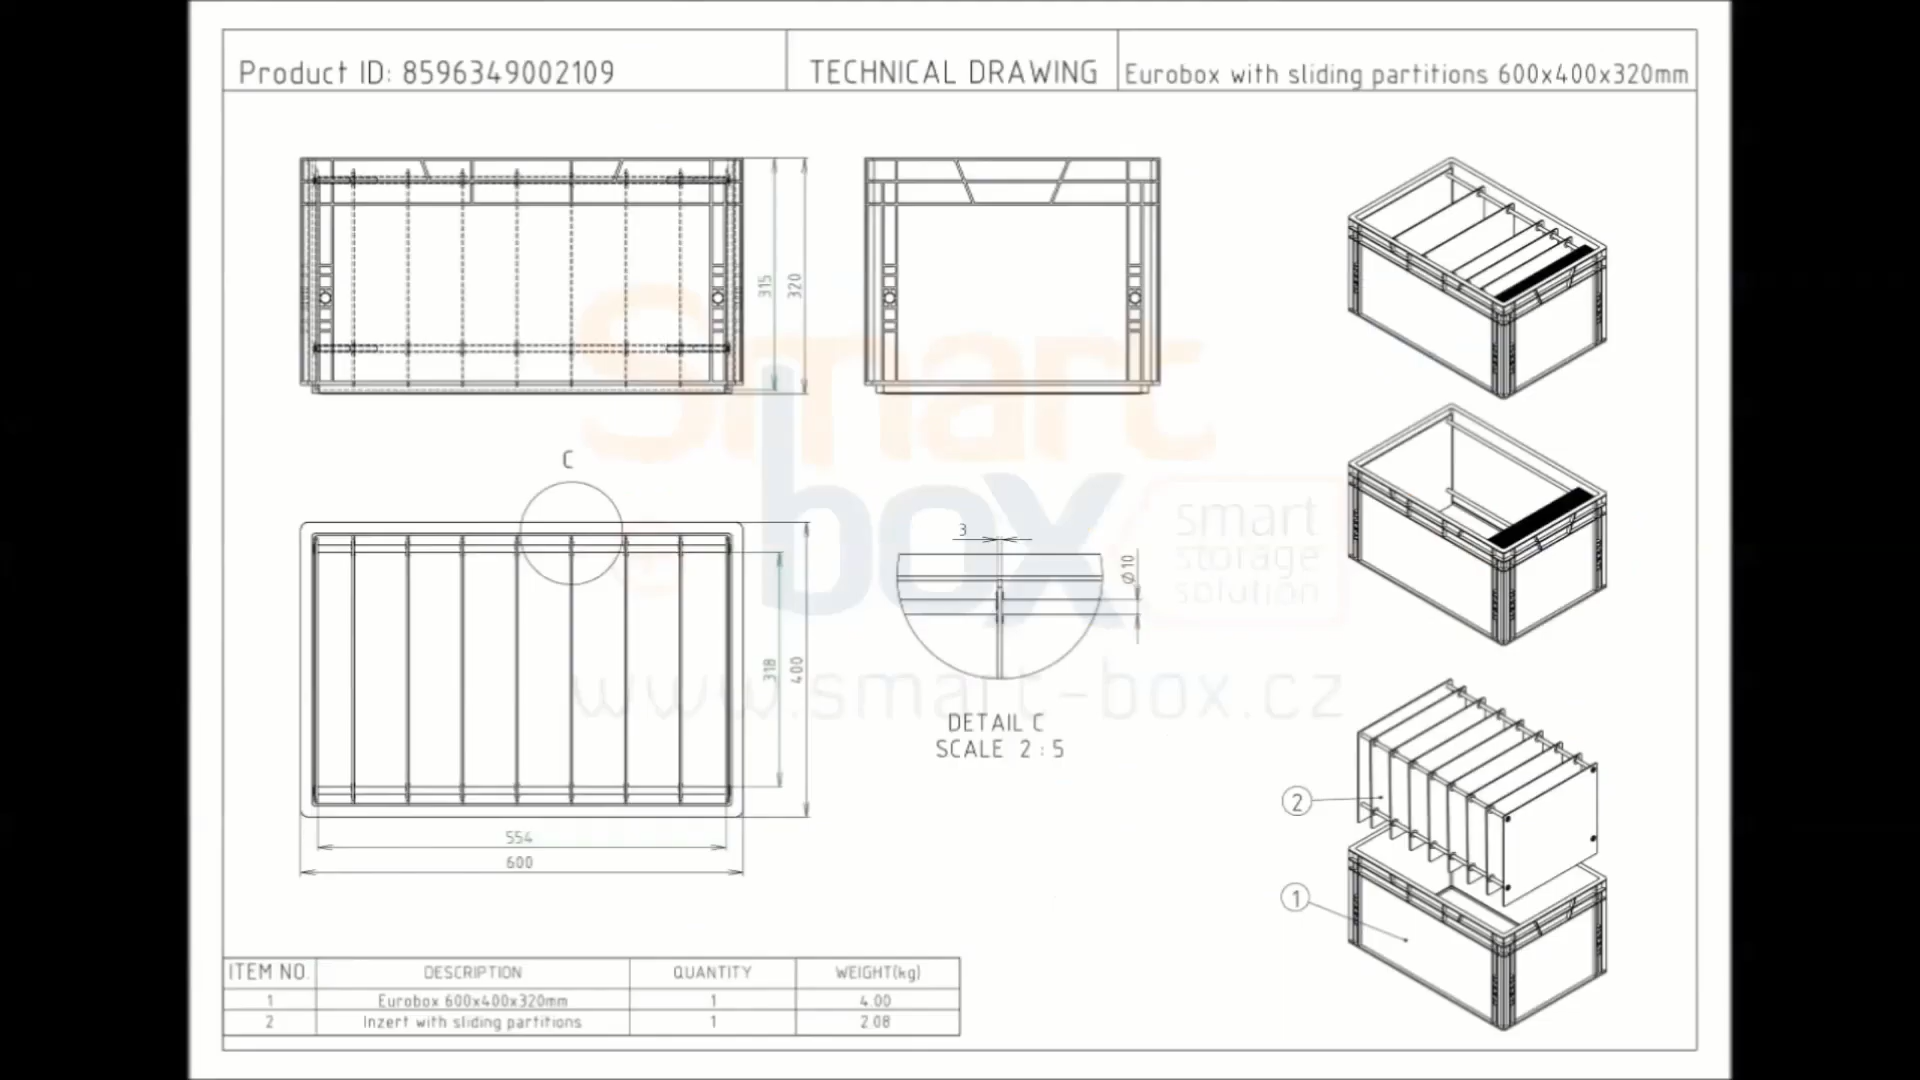 Product ID: 8596349002109
TECHNICAL DRAWING
Eurobox with sliding partitions 600x400x320mm
315
320
C
318
400
554
600
3
Ø10
DETAIL C
SCALE 2 : 5
2
1
smart
box
smart
storage
solution
www.smart-box.cz
ITEM NO. DESCRIPTION QUANTITY WEIGHT(kg)
1 Eurobox 600x400x320mm 1 4.00
2 Inzert with sliding partitions 1 2.08